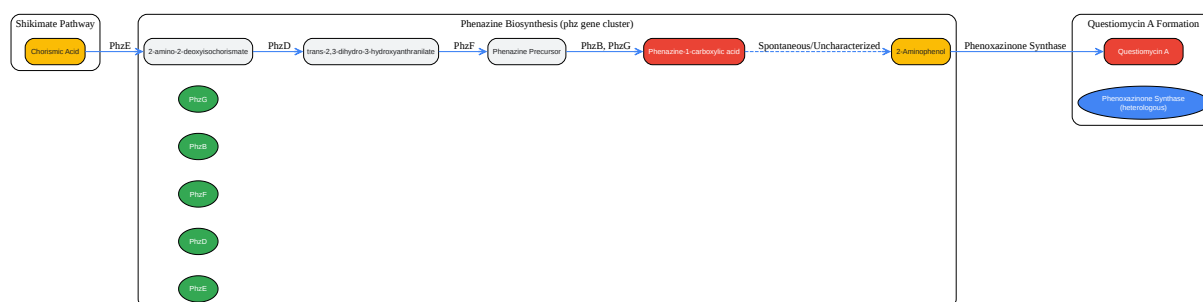 Shikimate Pathway
Phenazine Biosynthesis (phz gene cluster)
Questiomycin A Formation
Chorismic Acid
PhzE
2-amino-2-deoxyisochorismate
PhzD
trans-2,3-dihydro-3-hydroxyanthranilate
PhzF
Phenazine Precursor
PhzB, PhzG
Phenazine-1-carboxylic acid
Spontaneous/Uncharacterized
2-Aminophenol
Phenoxazinone Synthase
Questiomycin A
PhzG
Phenoxazinone Synthase
(heterologous)
PhzB
PhzF
PhzD
PhzE